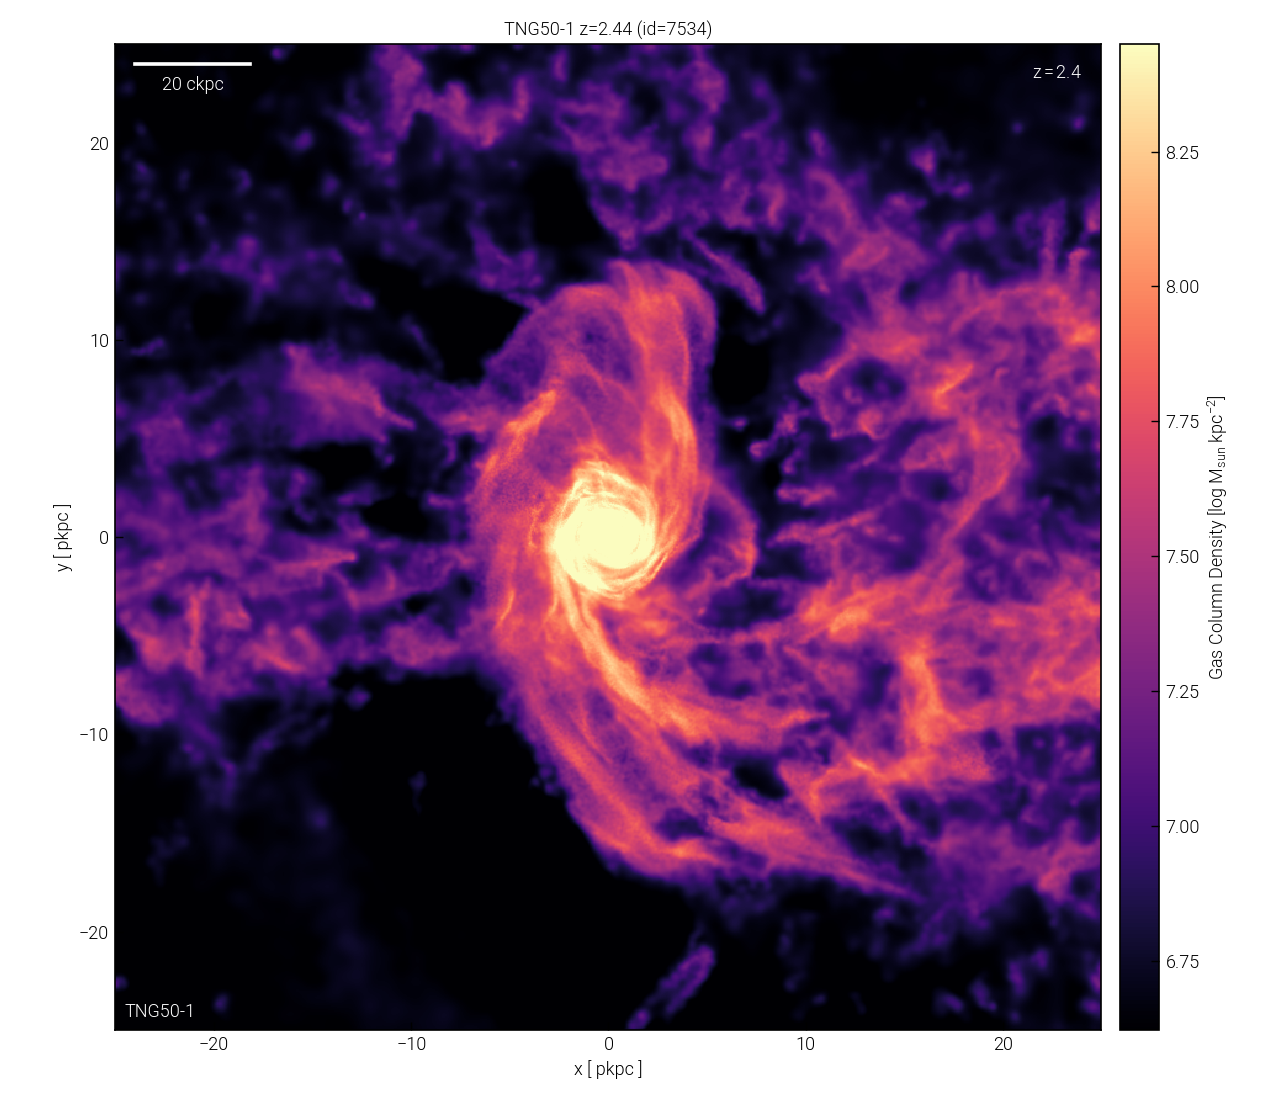 TNG50-1 z=2.44 (id=7534)
20 ckpc
z=2.4
20
10
0
−10
−20
y [ pkpc ]
TNG50-1
−20
−10
0
10
20
x [ pkpc ]
8.25
8.00
7.75
7.50
7.25
7.00
6.75
Gas Column Density [log M_sun kpc^−2]